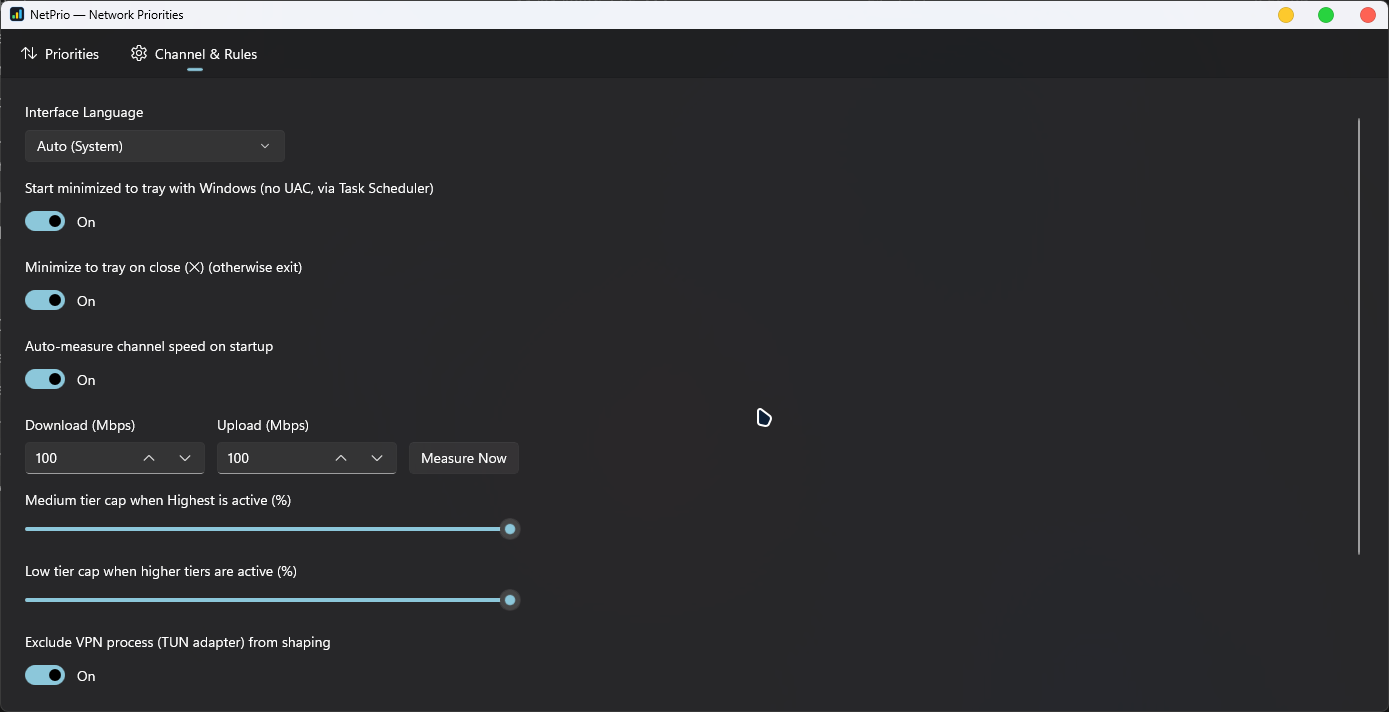 NetPrio — Network Priorities
Priorities
Channel & Rules
Interface Language
Auto (System)
Start minimized to tray with Windows (no UAC, via Task Scheduler)
On
Minimize to tray on close (✕) (otherwise exit)
On
Auto-measure channel speed on startup
On
Download (Mbps) Upload (Mbps)
100 100 Measure Now
Medium tier cap when Highest is active (%)
Low tier cap when higher tiers are active (%)
Exclude VPN process (TUN adapter) from shaping
On